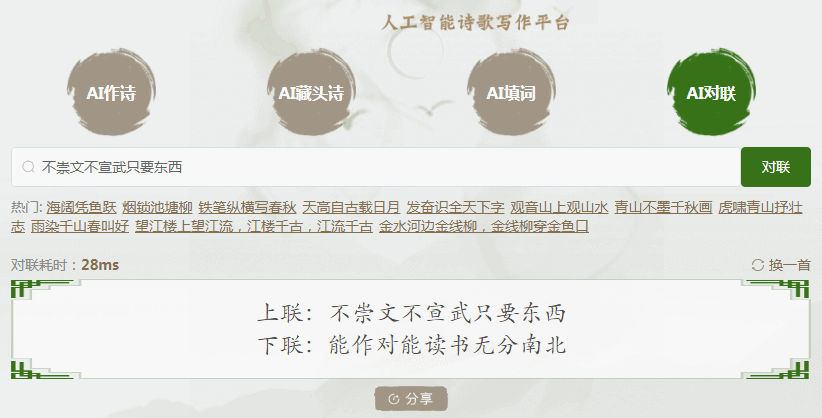 人工智能诗歌写作平台
AI作诗 AI藏头诗 AI填词 AI对联
不崇文不宣武只要东西 对联
热门: 海阔凭鱼跃 烟锁池塘柳 铁笔纵横写春秋 天高自古载日月 发奋识全天下字 观音山上观山水 青山不墨千秋画 虎啸青山抒壮
志 雨染千山春叫好 望江楼上望江流，江楼千古，江流千古 金水河边金线柳，金线柳穿金鱼口
对联耗时：28ms 换一首
上联：不崇文不宣武只要东西
下联：能作对能读书无分南北
分享